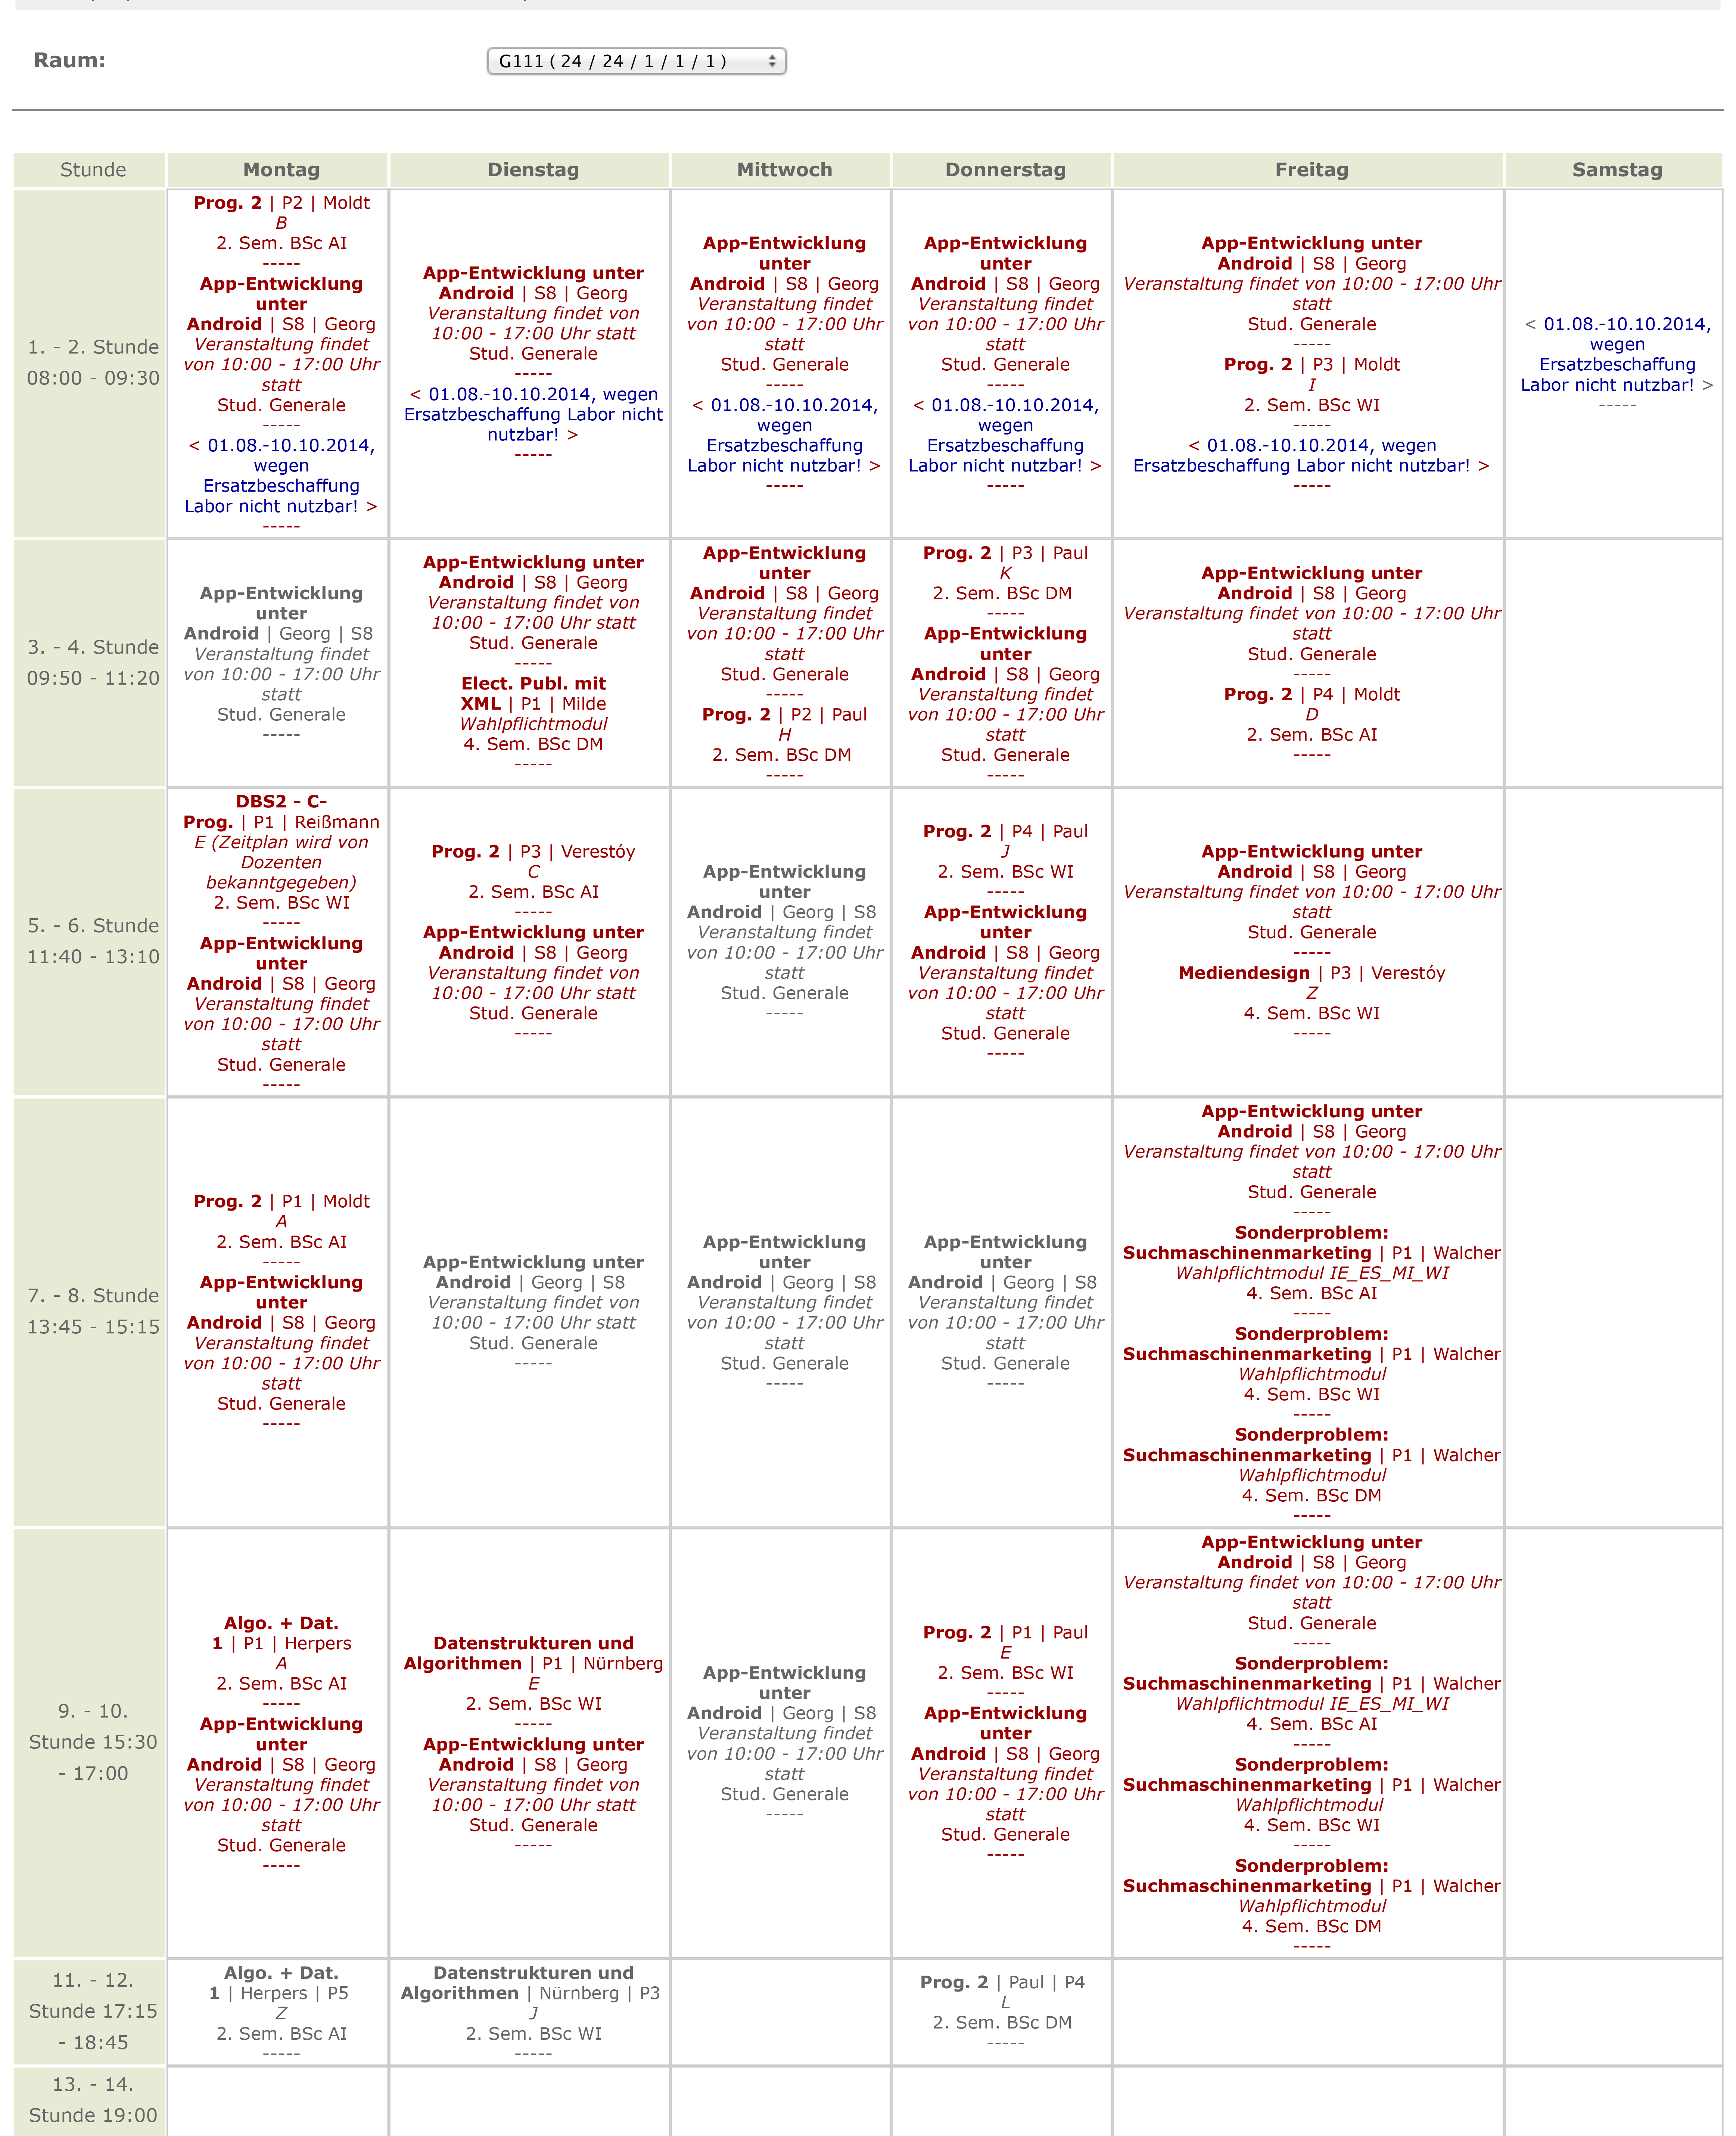 Raum:
G111 ( 24 / 24 / 1 / 1 / 1 )
Stunde
Montag
Dienstag
Mittwoch
Donnerstag
Freitag
Samstag
1. - 2. Stunde
08:00 - 09:30
Prog. 2 | P2 | Moldt
B
2. Sem. BSc AI
-----
App-Entwicklung
unter
Android | S8 | Georg
Veranstaltung findet
von 10:00 - 17:00 Uhr
statt
Stud. Generale
-----
< 01.08.-10.10.2014,
wegen
Ersatzbeschaffung
Labor nicht nutzbar! >
-----
App-Entwicklung unter
Android | S8 | Georg
Veranstaltung findet von
10:00 - 17:00 Uhr statt
Stud. Generale
-----
< 01.08.-10.10.2014, wegen
Ersatzbeschaffung Labor nicht
nutzbar! >
-----
App-Entwicklung
unter
Android | S8 | Georg
Veranstaltung findet
von 10:00 - 17:00 Uhr
statt
Stud. Generale
-----
< 01.08.-10.10.2014,
wegen
Ersatzbeschaffung
Labor nicht nutzbar! >
-----
App-Entwicklung
unter
Android | S8 | Georg
Veranstaltung findet
von 10:00 - 17:00 Uhr
statt
Stud. Generale
-----
< 01.08.-10.10.2014,
wegen
Ersatzbeschaffung
Labor nicht nutzbar! >
-----
App-Entwicklung unter
Android | S8 | Georg
Veranstaltung findet von 10:00 - 17:00 Uhr
statt
Stud. Generale
-----
Prog. 2 | P3 | Moldt
I
2. Sem. BSc WI
-----
< 01.08.-10.10.2014, wegen
Ersatzbeschaffung Labor nicht nutzbar! >
-----
< 01.08.-10.10.2014,
wegen
Ersatzbeschaffung
Labor nicht nutzbar! >
-----
3. - 4. Stunde
09:50 - 11:20
App-Entwicklung
unter
Android | Georg | S8
Veranstaltung findet
von 10:00 - 17:00 Uhr
statt
Stud. Generale
-----
App-Entwicklung unter
Android | S8 | Georg
Veranstaltung findet von
10:00 - 17:00 Uhr statt
Stud. Generale
-----
Elect. Publ. mit
XML | P1 | Milde
Wahlpflichtmodul
4. Sem. BSc DM
-----
App-Entwicklung
unter
Android | S8 | Georg
Veranstaltung findet
von 10:00 - 17:00 Uhr
statt
Stud. Generale
-----
Prog. 2 | P2 | Paul
H
2. Sem. BSc DM
-----
Prog. 2 | P3 | Paul
K
2. Sem. BSc DM
-----
App-Entwicklung
unter
Android | S8 | Georg
Veranstaltung findet
von 10:00 - 17:00 Uhr
statt
Stud. Generale
-----
App-Entwicklung unter
Android | S8 | Georg
Veranstaltung findet von 10:00 - 17:00 Uhr
statt
Stud. Generale
-----
Prog. 2 | P4 | Moldt
D
2. Sem. BSc AI
-----
5. - 6. Stunde
11:40 - 13:10
DBS2 - C-
Prog. | P1 | Reißmann
E (Zeitplan wird von
Dozenten
bekanntgegeben)
2. Sem. BSc WI
-----
App-Entwicklung
unter
Android | S8 | Georg
Veranstaltung findet
von 10:00 - 17:00 Uhr
statt
Stud. Generale
-----
Prog. 2 | P3 | Verestóy
C
2. Sem. BSc AI
-----
App-Entwicklung unter
Android | S8 | Georg
Veranstaltung findet von
10:00 - 17:00 Uhr statt
Stud. Generale
-----
App-Entwicklung
unter
Android | Georg | S8
Veranstaltung findet
von 10:00 - 17:00 Uhr
statt
Stud. Generale
-----
Prog. 2 | P4 | Paul
J
2. Sem. BSc WI
-----
App-Entwicklung
unter
Android | S8 | Georg
Veranstaltung findet
von 10:00 - 17:00 Uhr
statt
Stud. Generale
-----
App-Entwicklung unter
Android | S8 | Georg
Veranstaltung findet von 10:00 - 17:00 Uhr
statt
Stud. Generale
-----
Mediendesign | P3 | Verestóy
Z
4. Sem. BSc WI
-----
7. - 8. Stunde
13:45 - 15:15
Prog. 2 | P1 | Moldt
A
2. Sem. BSc AI
-----
App-Entwicklung
unter
Android | S8 | Georg
Veranstaltung findet
von 10:00 - 17:00 Uhr
statt
Stud. Generale
-----
App-Entwicklung unter
Android | Georg | S8
Veranstaltung findet von
10:00 - 17:00 Uhr statt
Stud. Generale
-----
App-Entwicklung
unter
Android | Georg | S8
Veranstaltung findet
von 10:00 - 17:00 Uhr
statt
Stud. Generale
-----
App-Entwicklung
unter
Android | Georg | S8
Veranstaltung findet
von 10:00 - 17:00 Uhr
statt
Stud. Generale
-----
App-Entwicklung unter
Android | S8 | Georg
Veranstaltung findet von 10:00 - 17:00 Uhr
statt
Stud. Generale
-----
Sonderproblem:
Suchmaschinenmarketing | P1 | Walcher
Wahlpflichtmodul IE_ES_MI_WI
4. Sem. BSc AI
-----
Sonderproblem:
Suchmaschinenmarketing | P1 | Walcher
Wahlpflichtmodul
4. Sem. BSc WI
-----
Sonderproblem:
Suchmaschinenmarketing | P1 | Walcher
Wahlpflichtmodul
4. Sem. BSc DM
-----
9. - 10.
Stunde 15:30
- 17:00
Algo. + Dat.
1 | P1 | Herpers
A
2. Sem. BSc AI
-----
App-Entwicklung
unter
Android | S8 | Georg
Veranstaltung findet
von 10:00 - 17:00 Uhr
statt
Stud. Generale
-----
Datenstrukturen und
Algorithmen | P1 | Nürnberg
E
2. Sem. BSc WI
-----
App-Entwicklung unter
Android | S8 | Georg
Veranstaltung findet von
10:00 - 17:00 Uhr statt
Stud. Generale
-----
App-Entwicklung
unter
Android | Georg | S8
Veranstaltung findet
von 10:00 - 17:00 Uhr
statt
Stud. Generale
-----
Prog. 2 | P1 | Paul
E
2. Sem. BSc WI
-----
App-Entwicklung
unter
Android | S8 | Georg
Veranstaltung findet
von 10:00 - 17:00 Uhr
statt
Stud. Generale
-----
App-Entwicklung unter
Android | S8 | Georg
Veranstaltung findet von 10:00 - 17:00 Uhr
statt
Stud. Generale
-----
Sonderproblem:
Suchmaschinenmarketing | P1 | Walcher
Wahlpflichtmodul IE_ES_MI_WI
4. Sem. BSc AI
-----
Sonderproblem:
Suchmaschinenmarketing | P1 | Walcher
Wahlpflichtmodul
4. Sem. BSc WI
-----
Sonderproblem:
Suchmaschinenmarketing | P1 | Walcher
Wahlpflichtmodul
4. Sem. BSc DM
-----
11. - 12.
Stunde 17:15
- 18:45
Algo. + Dat.
1 | Herpers | P5
Z
2. Sem. BSc AI
-----
Datenstrukturen und
Algorithmen | Nürnberg | P3
J
2. Sem. BSc WI
-----
Prog. 2 | Paul | P4
L
2. Sem. BSc DM
-----
13. - 14.
Stunde 19:00